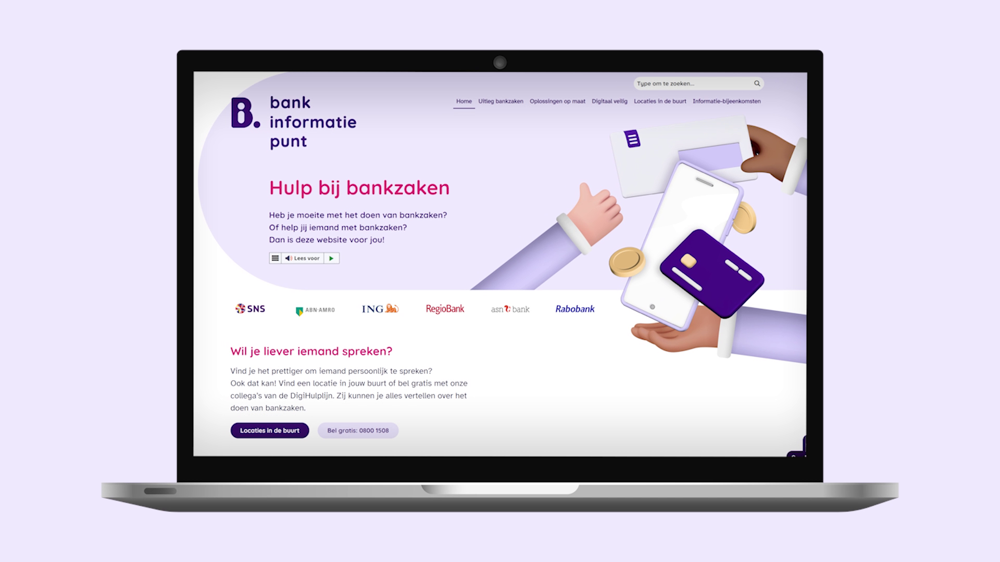 Type om te zoeken...
Home Uitleg bankzaken Oplossingen op maat Digitaal veilig Locaties in de buurt Informatie-bijeenkomsten
B.
bank
informatie
punt
Hulp bij bankzaken
Heb je moeite met het doen van bankzaken?
Of help jij iemand met bankzaken?
Dan is deze website voor jou!
Lees voor
SNS ABN·AMRO ING RegioBank asn bank Rabobank
Wil je liever iemand spreken?
Vind je het prettiger om iemand persoonlijk te spreken?
Ook dat kan! Vind een locatie in jouw buurt of bel gratis met onze
collega's van de DigiHulplijn. Zij kunnen je alles vertellen over het
doen van bankzaken.
Locaties in de buurt Bel gratis: 0800 1508